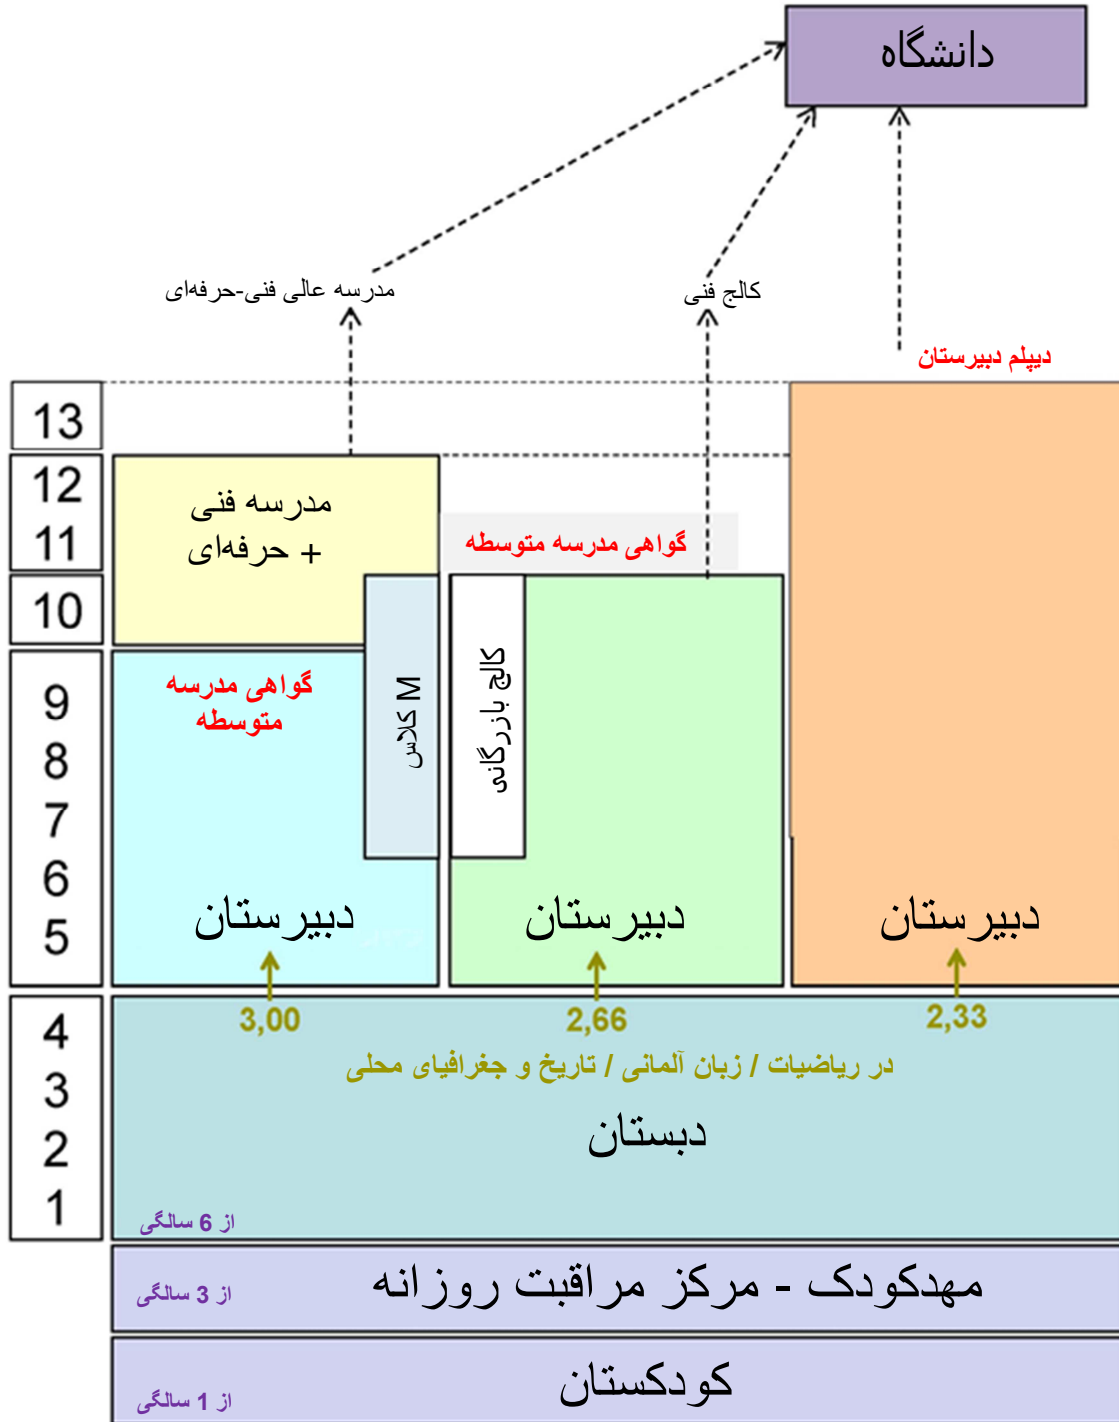 دانشگاه
مدرسه عالی فنی-حرفه‌ای
کالج فنی
دیپلم دبیرستان
13
12
11
10
9
8
7
6
5
4
3
2
1
مدرسه فنی
+ حرفه‌ای
گواهی مدرسه متوسطه
گواهی مدرسه
متوسطه
کلاس M
کالج بازرگانی
دبیرستان
دبیرستان
دبیرستان
3,00
2,66
2,33
در ریاضیات / زبان آلمانی / تاریخ و جغرافیای محلی
دبستان
از 6 سالگی
مهدکودک - مرکز مراقبت روزانه
از 3 سالگی
کودکستان
از 1 سالگی